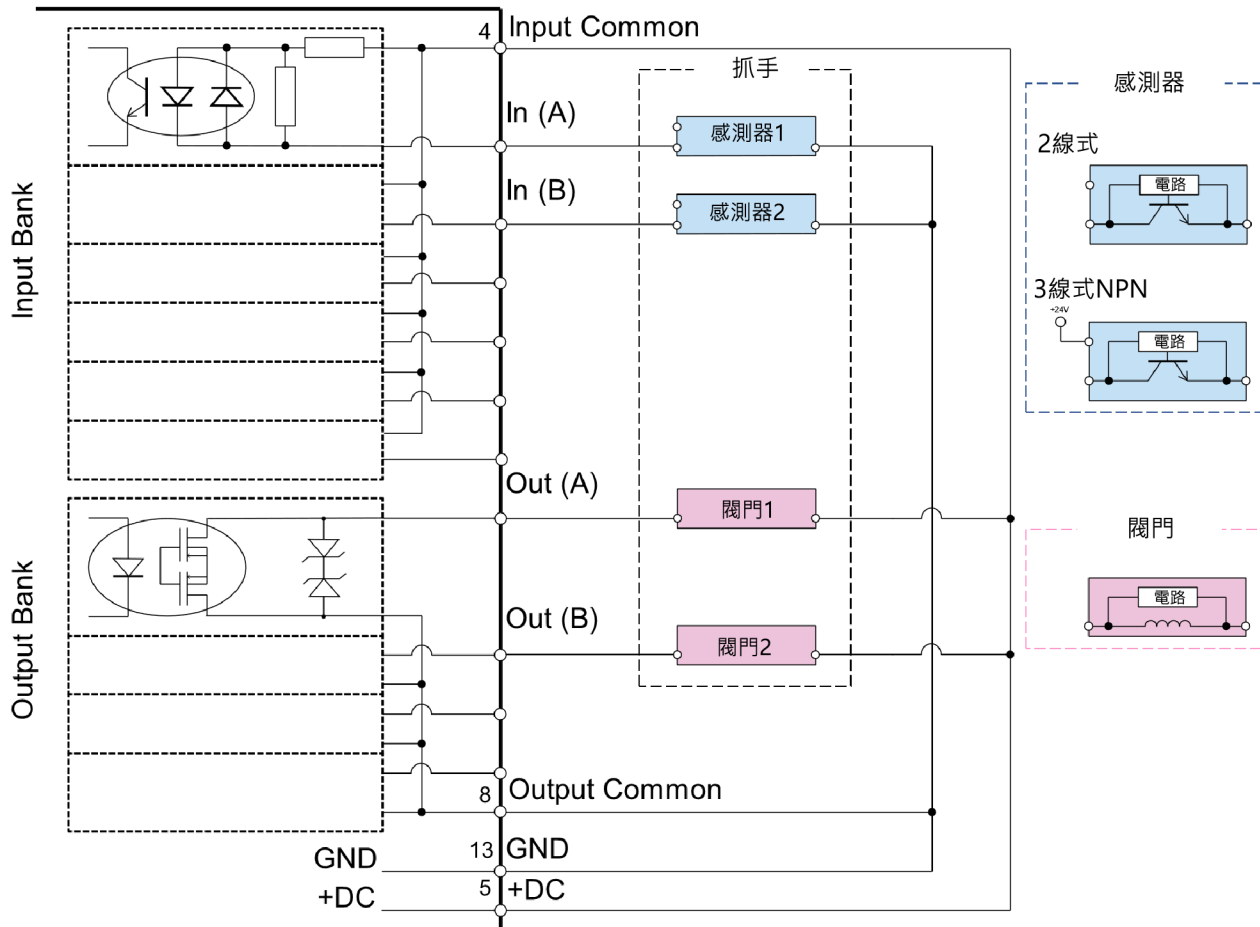 4 Input Common
抓手
感測器
In (A)
感測器1
2線式
電路
In (B)
感測器2
Input Bank
3線式NPN
+24V
電路
Out (A)
閥門1
閥門
電路
Out (B)
閥門2
Output Bank
8 Output Common
GND 13 GND
+DC 5 +DC